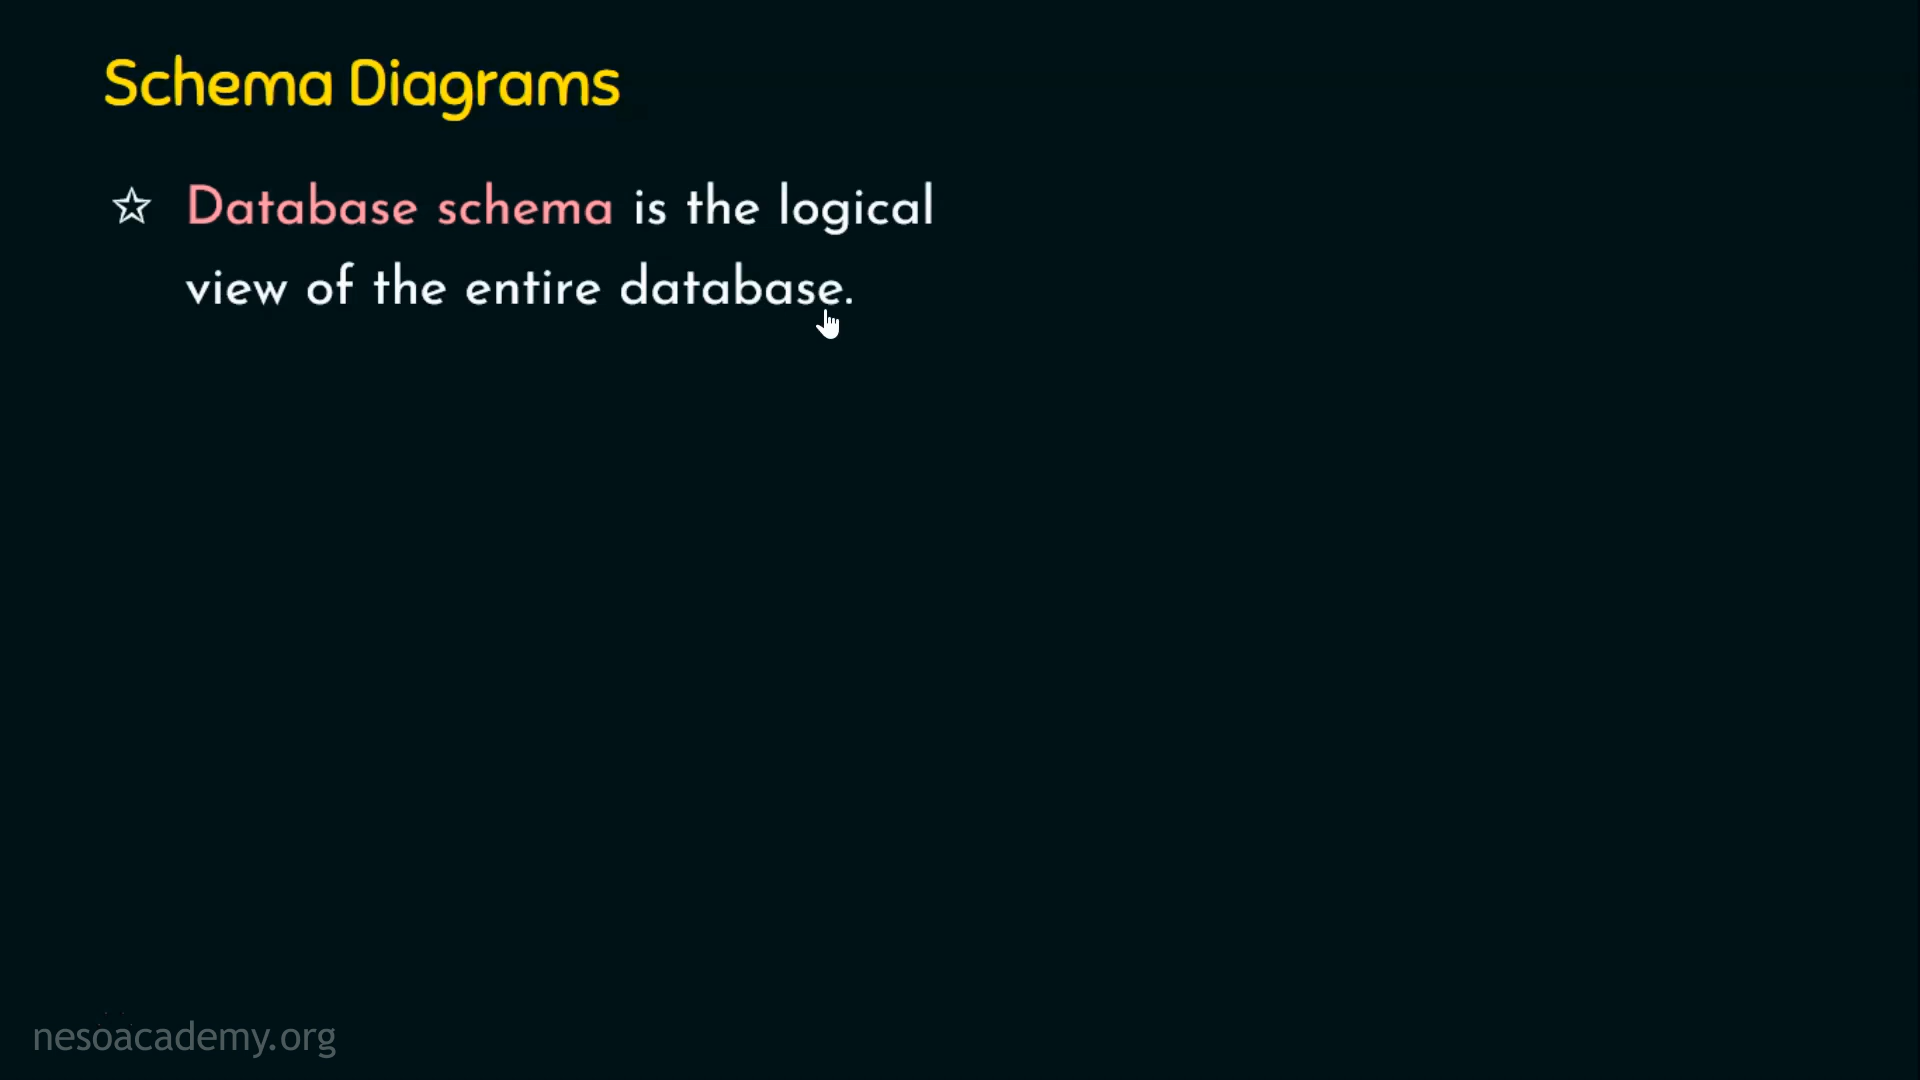 Schema Diagrams
☆ Database schema is the logical
view of the entire database.
nesoacademy.org